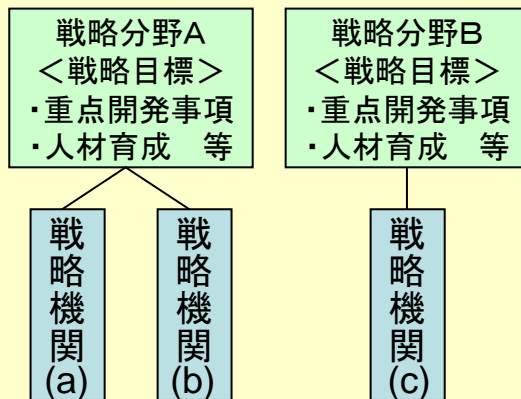 戦略分野A
＜戦略目標＞
・重点開発事項
・人材育成　等
戦略分野B
＜戦略目標＞
・重点開発事項
・人材育成　等
戦略機関(a)
戦略機関(b)
戦略機関(c)